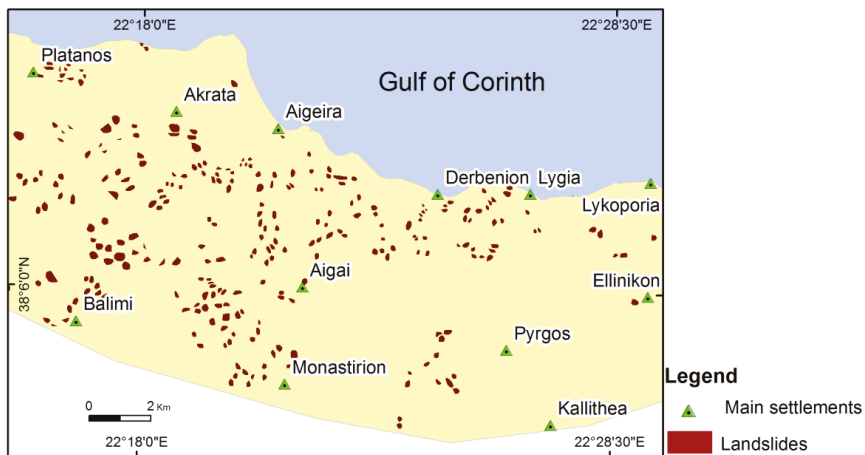 22°18'0"E
22°28'30"E
Platanos
Gulf of Corinth
Akrata
Aigeira
Derbenion
Lygia
Lykoporia
38°6'0"N
Aigai
Ellinikon
Balimi
Pyrgos
Monastirion
Legend
0 2 Km
Kallithea
Main settlements
22°18'0"E
22°28'30"E
Landslides